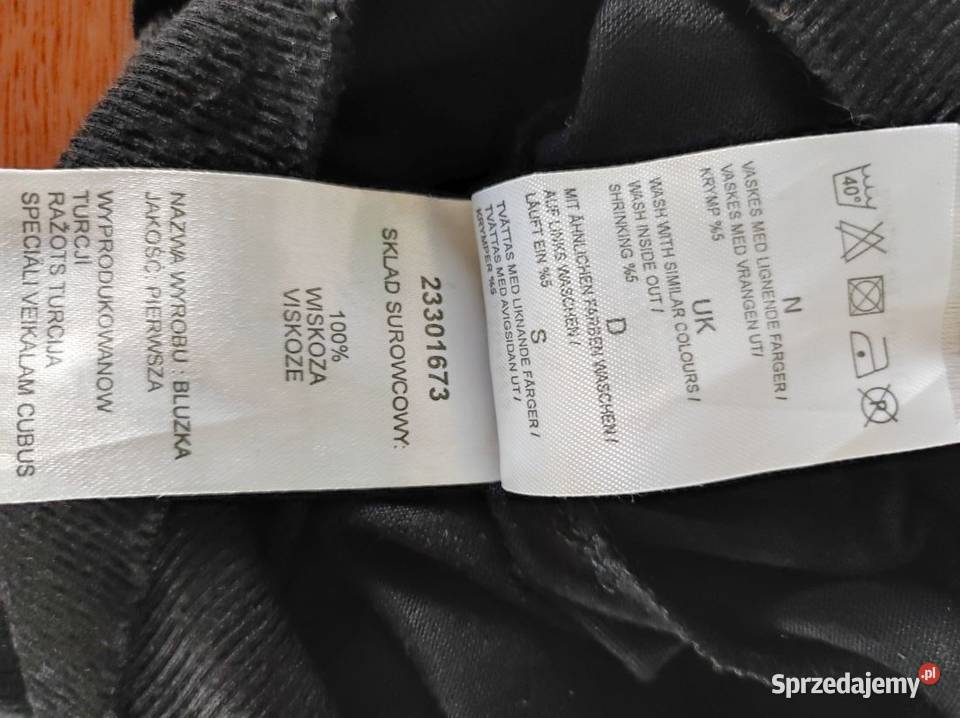 40°
VASKES MED LIGNENDE FARGER /
VASKES MED VRANGEN UT/
KRYMP %5
N
UK
WASH WITH SIMILAR COLOURS /
WASH INSIDE OUT /
SHRINKING %5
D
MIT ÄHNLICHEN FARBEN WASCHEN /
AUF LINKS WASCHEN /
LÄUFT EIN %5
S
TVÄTTAS MED LIKNANDE FÄRGER /
TVÄTTAS MED AVIGSIDAN UT /
KRYMPER %5
23301673
SKLAD SUROWCOWY:
100%
WISKOZA
VISKOZE
NAZWA WYROBU : BLUZKA
JAKOŚĆ: PIERWSZA
WYPRODUKOWANOW
TURCJI
RAŽOTS TURCIJA
SPECIĀLI VEIKALAM CUBUS
Sprzedajemy.pl